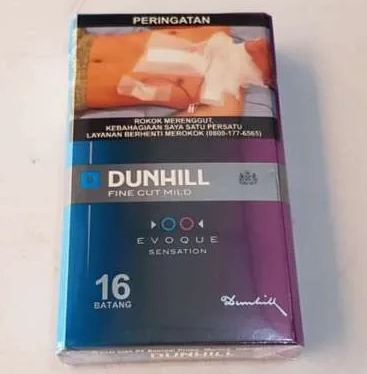 PERINGATAN
ROKOK MERENGGUT
KEBAHAGIAAN SAYA SATU PERSATU
LAYANAN BERHENTI MEROKOK (0800-177-6565)
DUNHILL
FINE CUT MILD
EVOQUE
SENSATION
16
BATANG
Dunhill
DUNHILL